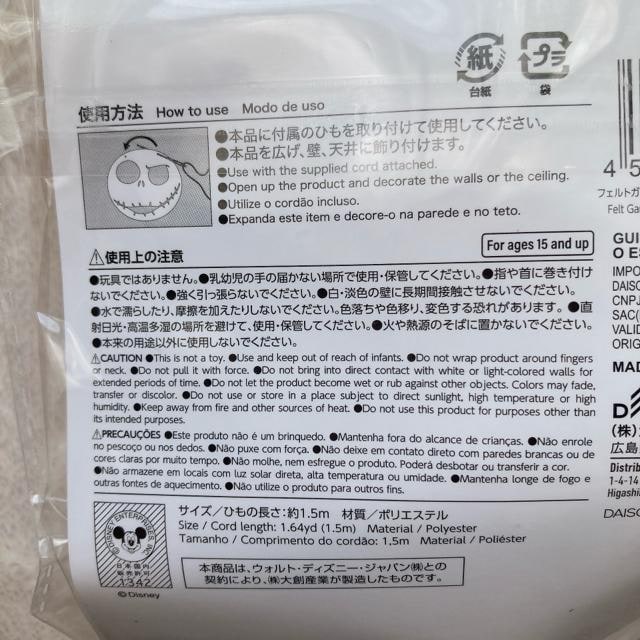 紙
台紙
プラ
袋
使用方法 How to use Modo de uso
●本品に付属のひもを取り付けて使用してください。
●本品を広げ、壁、天井に飾り付けます。
●Use with the supplied cord attached.
●Open up the product and decorate the walls or the ceiling.
●Utilize o cordão incluso.
●Expanda este item e decore-o na parede e no teto.
⚠使用上の注意
For ages 15 and up
●玩具ではありません。●乳幼児の手の届かない場所で使用・保管してください。●指や首に巻き付け
ないでください。●強く引っ張らないでください。●白・淡色の壁に長期間接触させないでください。
●水で濡らしたり、摩擦を加えたりしないでください。色落ちや色移り、変色する恐れがあります。●直
射日光・高温多湿の場所を避けて、使用・保管してください。●火や熱源のそばに置かないでください。
●本来の用途以外に使用しないでください。
⚠CAUTION ●This is not a toy. ●Use and keep out of reach of infants. ●Do not wrap product around fingers
or neck. ●Do not pull it with force. ●Do not bring into direct contact with white or light-colored walls for
extended periods of time. ●Do not let the product become wet or rub against other objects. Colors may fade,
transfer or discolor. ●Do not use or store in a place subject to direct sunlight, high temperature or high
humidity. ●Keep away from fire and other sources of heat. ●Do not use this product for purposes other than
its intended purposes.
⚠PRECAUÇÕES ●Este produto não é um brinquedo. ●Mantenha fora do alcance de crianças. ●Não enrole
no pescoço ou nos dedos. ●Não puxe com força. ●Não deixe em contato direto com paredes brancas ou de
cores claras por muito tempo. ●Não molhe, nem esfregue o produto. Poderá desbotar ou transferir a cor.
●Não armazene em locais com luz solar direta, alta temperatura ou umidade. ●Mantenha longe de fogo e
outras fontes de aquecimento. ●Não utilize o produto para outros fins.
サイズ/ひもの長さ:約1.5m 材質/ポリエステル
Size / Cord length: 1.64yd (1.5m) Material / Polyester
Tamanho / Comprimento do cordão: 1,5m Material / Poliéster
本商品は、ウォルト・ディズニー・ジャパン(株)との
契約により、(株)大創産業が製造したものです。
DISNEY ENTERPRISES, INC.
日本国内
販売許可
1342
©Disney
4 5
フェルトガ
Felt Ga
GUI
O E
IMPO
DAISO
CNPJ
SAC(
VALID
ORIG
MAD
D
(株)
広島
Distrib
1-4-14
Higashi
DAISO